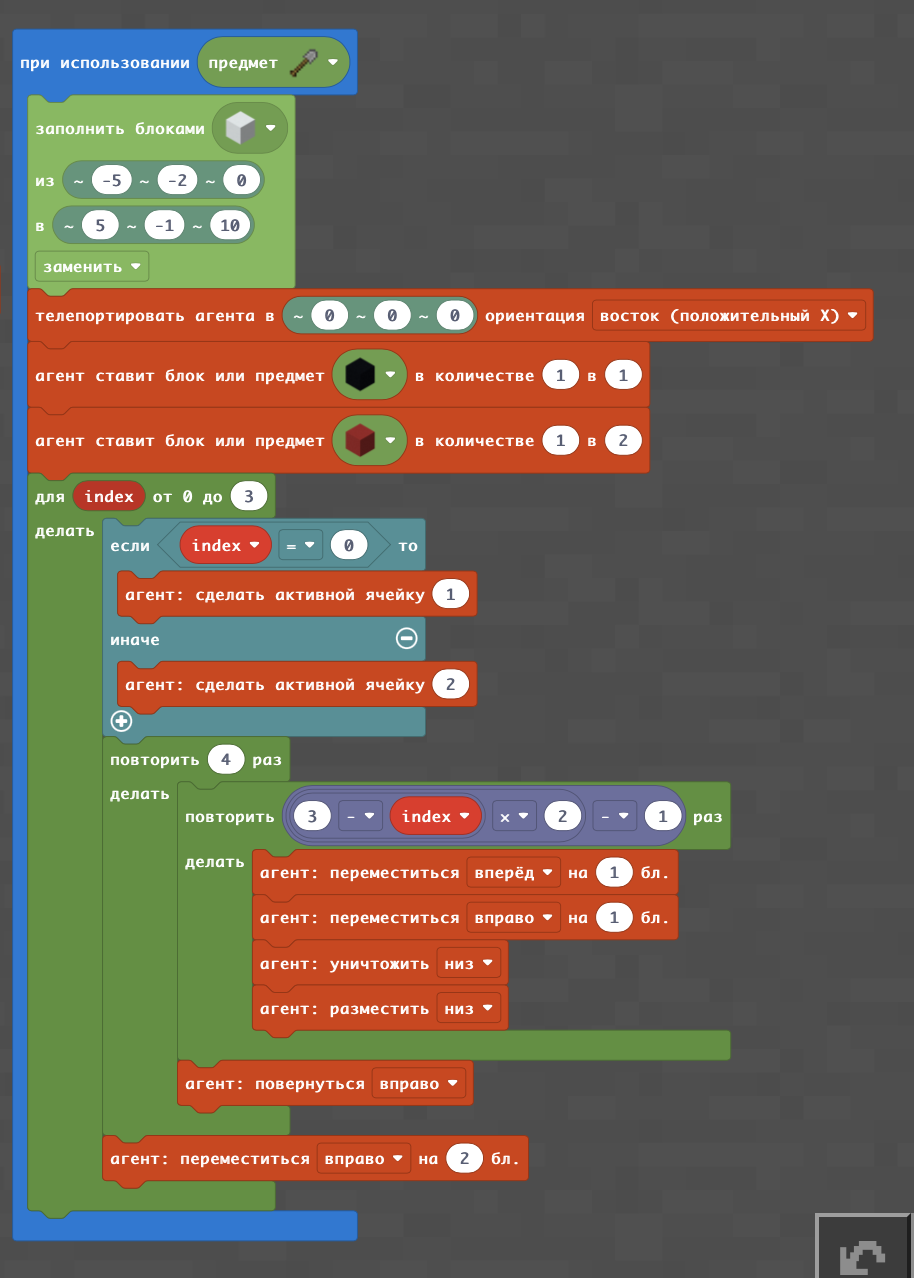 при использовании предмет
заполнить блоками
из ~ -5 ~ -2 ~ 0
в ~ 5 ~ -1 ~ 10
заменить
телепортировать агента в ~ 0 ~ 0 ~ 0 ориентация восток (положительный X)
агент ставит блок или предмет в количестве 1 в 1
агент ставит блок или предмет в количестве 1 в 2
для index от 0 до 3
делать
если index = 0 то
агент: сделать активной ячейку 1
иначе
агент: сделать активной ячейку 2
повторить 4 раз
делать
повторить 3 - index x 2 - 1 раз
делать
агент: переместиться вперёд на 1 бл.
агент: переместиться вправо на 1 бл.
агент: уничтожить низ
агент: разместить низ
агент: повернуться вправо
агент: переместиться вправо на 2 бл.